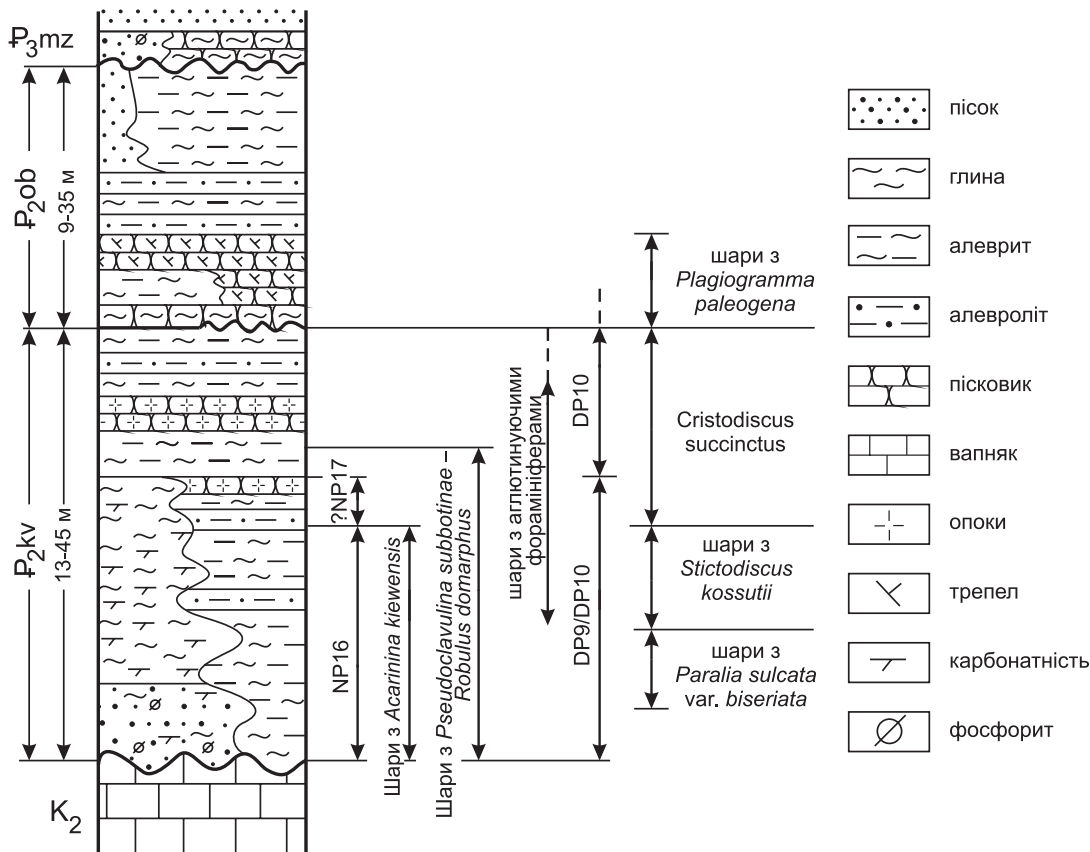 ₽₃mz
₽₂ob
9-35 м
₽₂kv
13-45 м
K₂
?NP17
NP16
Шари з Acarinina kiewensis
Шари з Pseudoclavulina subbotinae –
Robulus domarphus
шари з аглютинуючими
форамініферами
DP10
DP9/DP10
шари з
Plagiogramma
paleogena
Cristodiscus
succinctus
шари з
Stictodiscus
kossutii
шари з
Paralia sulcata
var. biseriata
пісок
глина
алеврит
алевроліт
пісковик
вапняк
опоки
трепел
карбонатність
фосфорит